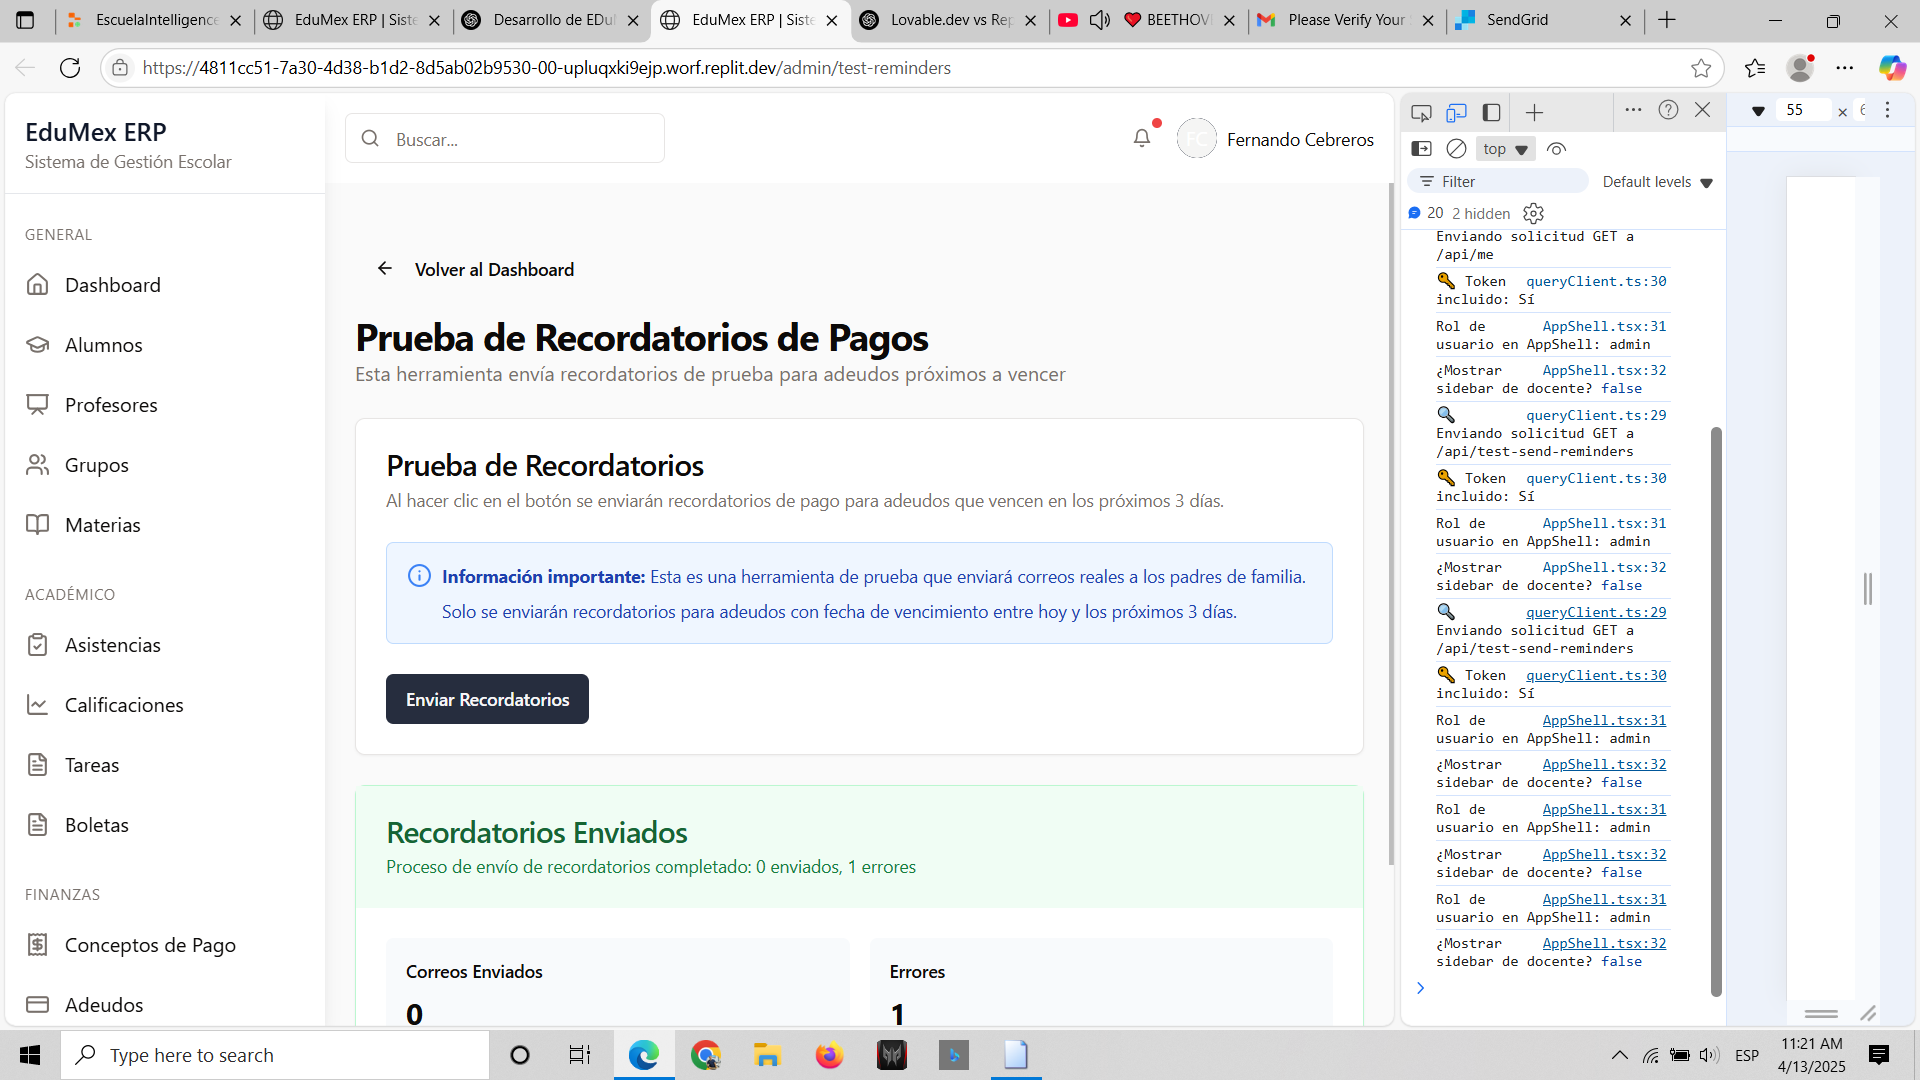 EscuelaIntelligence
EduMex ERP | Siste
Desarrollo de EDu
EduMex ERP | Siste
Lovable.dev vs Rep
BEETHOV
Please Verify Your
SendGrid
https://4811cc51-7a30-4d38-b1d2-8d5ab02b9530-00-upluqxki9ejp.worf.replit.dev/admin/test-reminders
EduMex ERP
Sistema de Gestión Escolar
GENERAL
Dashboard
Alumnos
Profesores
Grupos
Materias
ACADÉMICO
Asistencias
Calificaciones
Tareas
Boletas
FINANZAS
Conceptos de Pago
Adeudos
Buscar...
FC
Fernando Cebreros
Volver al Dashboard
Prueba de Recordatorios de Pagos
Esta herramienta envía recordatorios de prueba para adeudos próximos a vencer
Prueba de Recordatorios
Al hacer clic en el botón se enviarán recordatorios de pago para adeudos que vencen en los próximos 3 días.
Información importante: Esta es una herramienta de prueba que enviará correos reales a los padres de familia.
Solo se enviarán recordatorios para adeudos con fecha de vencimiento entre hoy y los próximos 3 días.
Enviar Recordatorios
Recordatorios Enviados
Proceso de envío de recordatorios completado: 0 enviados, 1 errores
Correos Enviados
0
Errores
1
top
Filter
Default levels
20 2 hidden
Enviando solicitud GET a
/api/me
Token queryClient.ts:30
incluido: Sí
Rol de AppShell.tsx:31
usuario en AppShell: admin
¿Mostrar AppShell.tsx:32
sidebar de docente? false
queryClient.ts:29
Enviando solicitud GET a
/api/test-send-reminders
Token queryClient.ts:30
incluido: Sí
Rol de AppShell.tsx:31
usuario en AppShell: admin
¿Mostrar AppShell.tsx:32
sidebar de docente? false
queryClient.ts:29
Enviando solicitud GET a
/api/test-send-reminders
Token queryClient.ts:30
incluido: Sí
Rol de AppShell.tsx:31
usuario en AppShell: admin
¿Mostrar AppShell.tsx:32
sidebar de docente? false
Rol de AppShell.tsx:31
usuario en AppShell: admin
¿Mostrar AppShell.tsx:32
sidebar de docente? false
Rol de AppShell.tsx:31
usuario en AppShell: admin
¿Mostrar AppShell.tsx:32
sidebar de docente? false
55
Type here to search
ESP
11:21 AM
4/13/2025